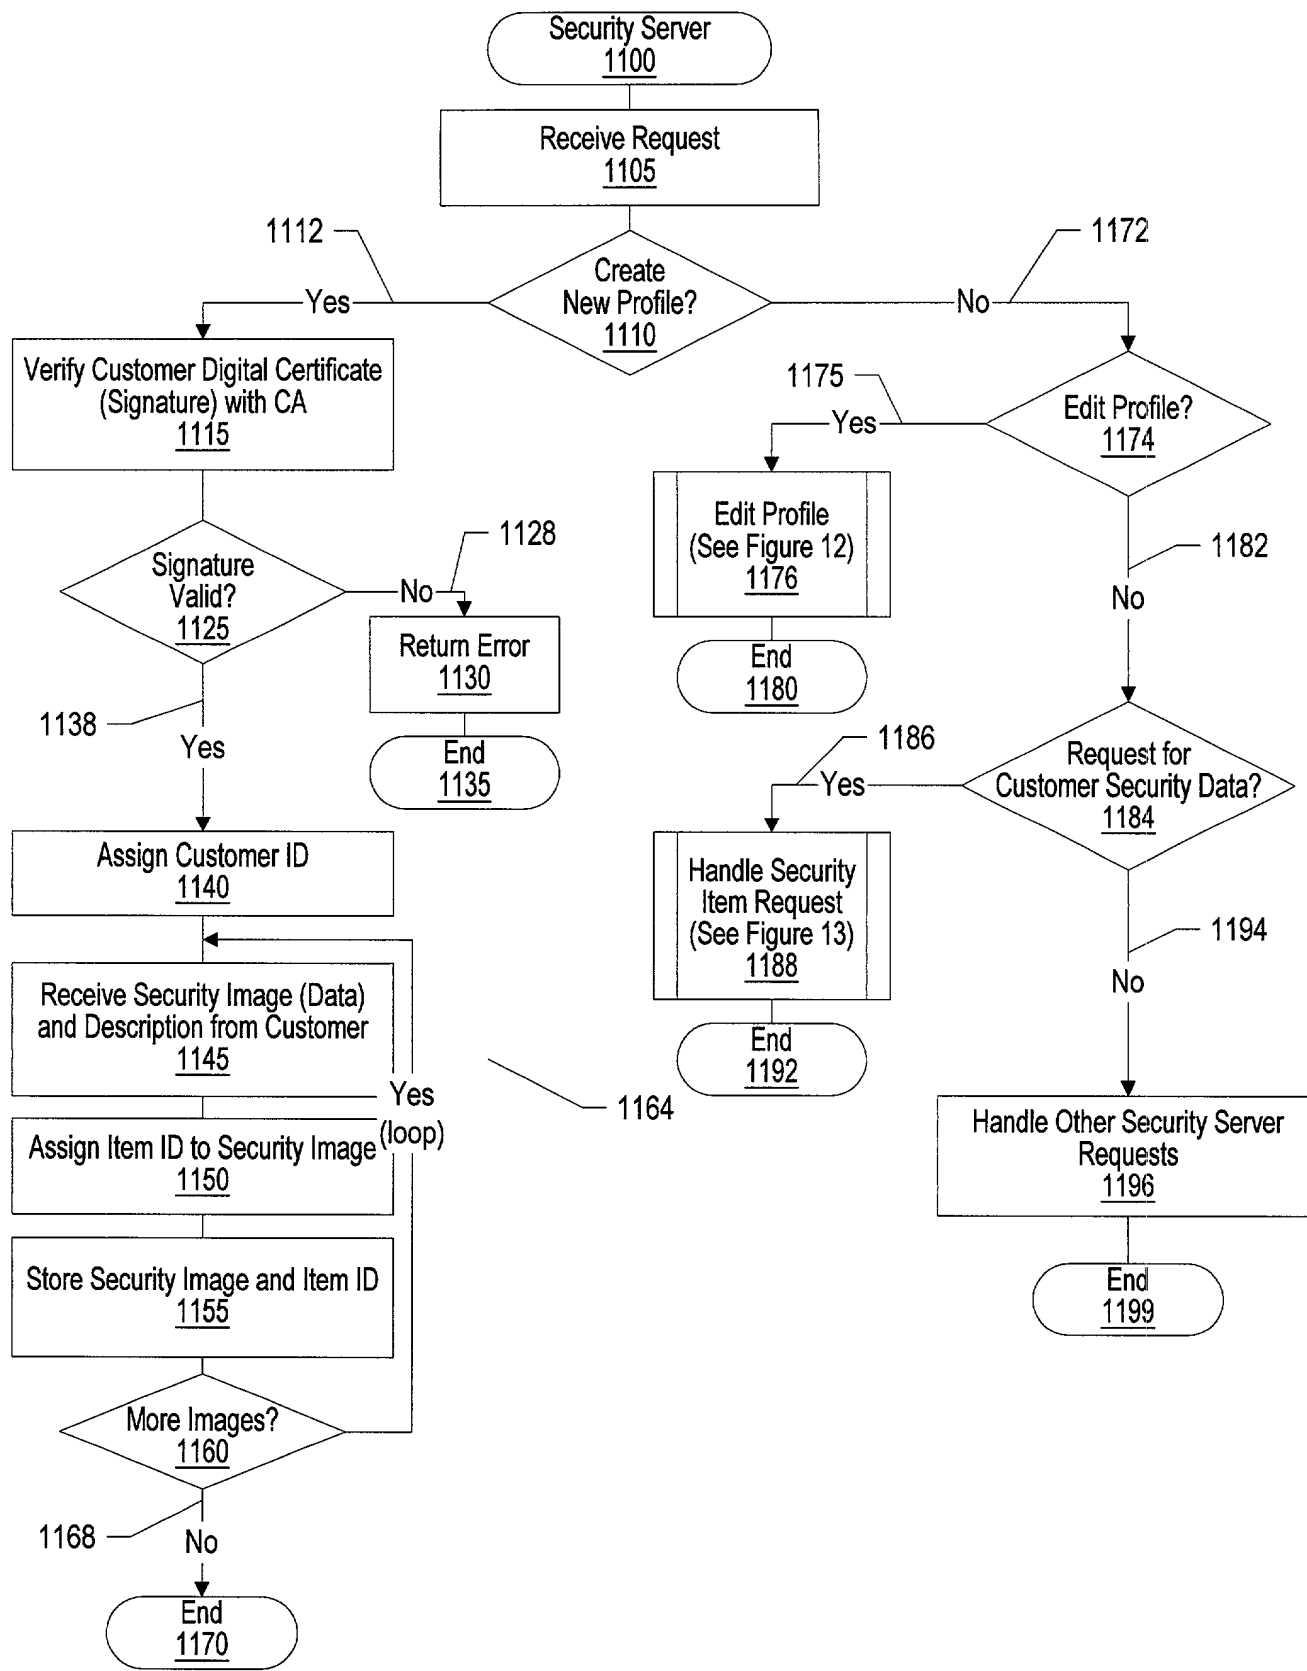 Security Server
1100
Receive Request
1105
1112
1172
Create
New Profile?
1110
Yes
No
Verify Customer Digital Certificate
(Signature) with CA
1115
1175
Yes
Edit Profile?
1174
Edit Profile
(See Figure 12)
1176
1182
No
End
1180
Signature
Valid?
1125
1128
No
Return Error
1130
End
1135
1138
Yes
1186
Yes
Request for
Customer Security Data?
1184
Assign Customer ID
1140
Handle Security
Item Request
(See Figure 13)
1188
1194
No
End
1192
Receive Security Image (Data)
and Description from Customer
1145
Yes
(loop)
1164
Assign Item ID to Security Image
1150
Handle Other Security Server
Requests
1196
Store Security Image and Item ID
1155
End
1199
More Images?
1160
1168
No
End
1170